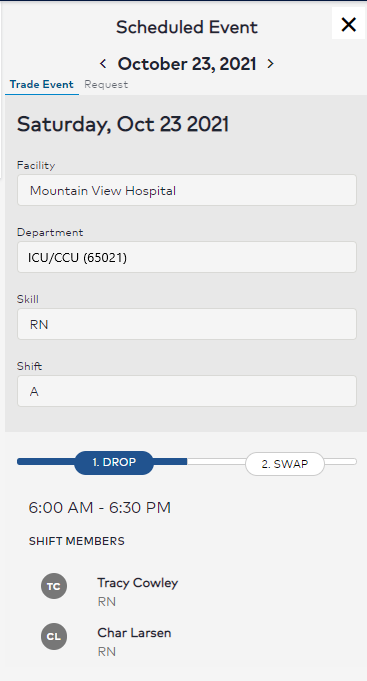 Scheduled Event
October 23, 2021
Trade Event Request
Saturday, Oct 23 2021
Facility
Mountain View Hospital
Department
ICU/CCU (65021)
Skill
RN
Shift
A
1. DROP
2. SWAP
6:00 AM - 6:30 PM
SHIFT MEMBERS
TC Tracy Cowley
RN
CL Char Larsen
RN